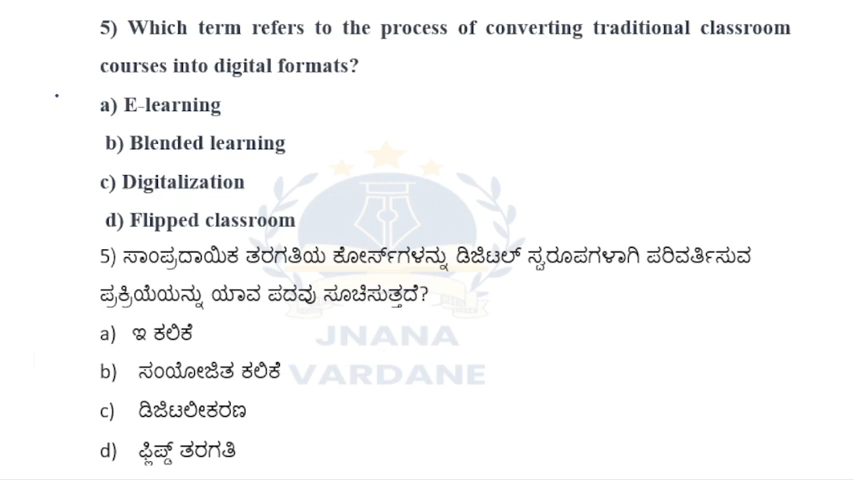 5) Which term refers to the process of converting traditional classroom
courses into digital formats?
a) E-learning
b) Blended learning
c) Digitalization
d) Flipped classroom
5) ಸಾಂಪ್ರದಾಯಿಕ ತರಗತಿಯ ಕೋರ್ಸ್‌ಗಳನ್ನು ಡಿಜಿಟಲ್ ಸ್ವರೂಪಗಳಾಗಿ ಪರಿವರ್ತಿಸುವ
ಪ್ರಕ್ರಿಯೆಯನ್ನು ಯಾವ ಪದವು ಸೂಚಿಸುತ್ತದೆ?
a) ಇ ಕಲಿಕೆ
b) ಸಂಯೋಜಿತ ಕಲಿಕೆ
c) ಡಿಜಿಟಲೀಕರಣ
d) ಫ್ಲಿಪ್ಡ್ ತರಗತಿ
JNANA
VARDANE